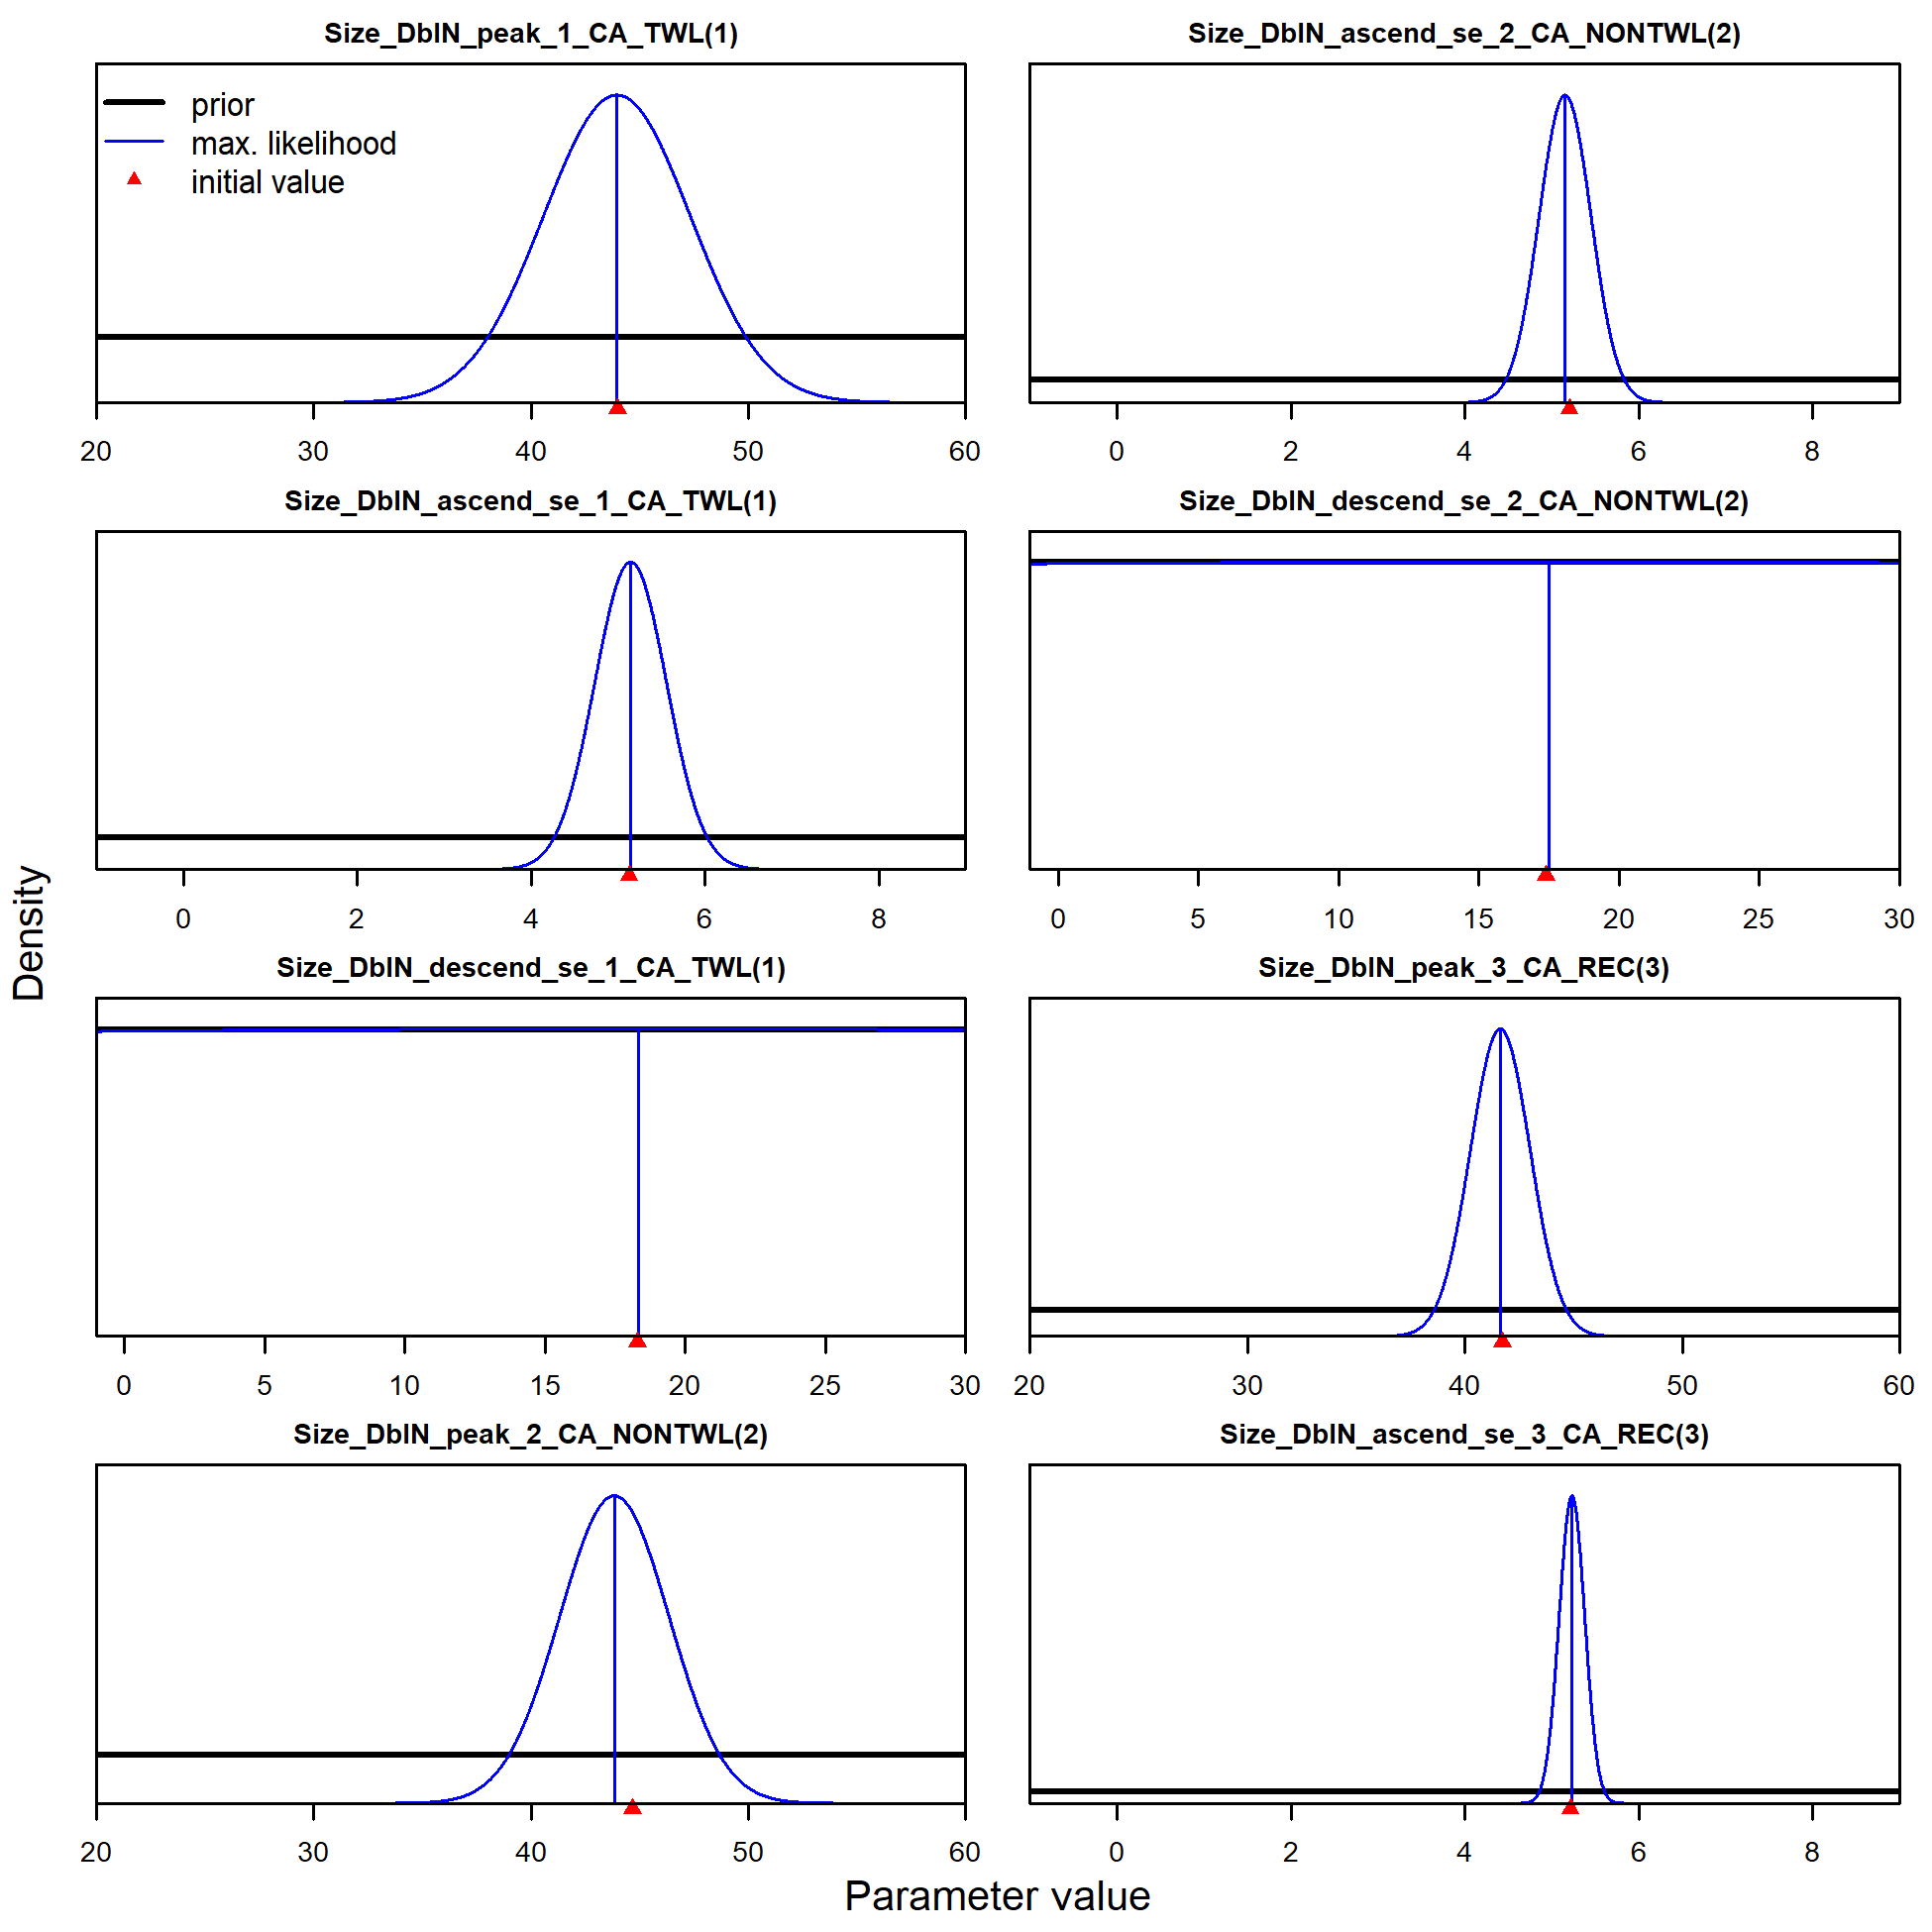 Size_DblN_peak_1_CA_TWL(1)
prior
max. likelihood
initial value
20 30 40 50 60
Size_DblN_ascend_se_2_CA_NONTWL(2)
0 2 4 6 8
Size_DblN_ascend_se_1_CA_TWL(1)
0 2 4 6 8
Size_DblN_descend_se_2_CA_NONTWL(2)
0 5 10 15 20 25 30
Size_DblN_descend_se_1_CA_TWL(1)
0 5 10 15 20 25 30
Size_DblN_peak_3_CA_REC(3)
20 30 40 50 60
Size_DblN_peak_2_CA_NONTWL(2)
20 30 40 50 60
Size_DblN_ascend_se_3_CA_REC(3)
0 2 4 6 8
Density
Parameter value